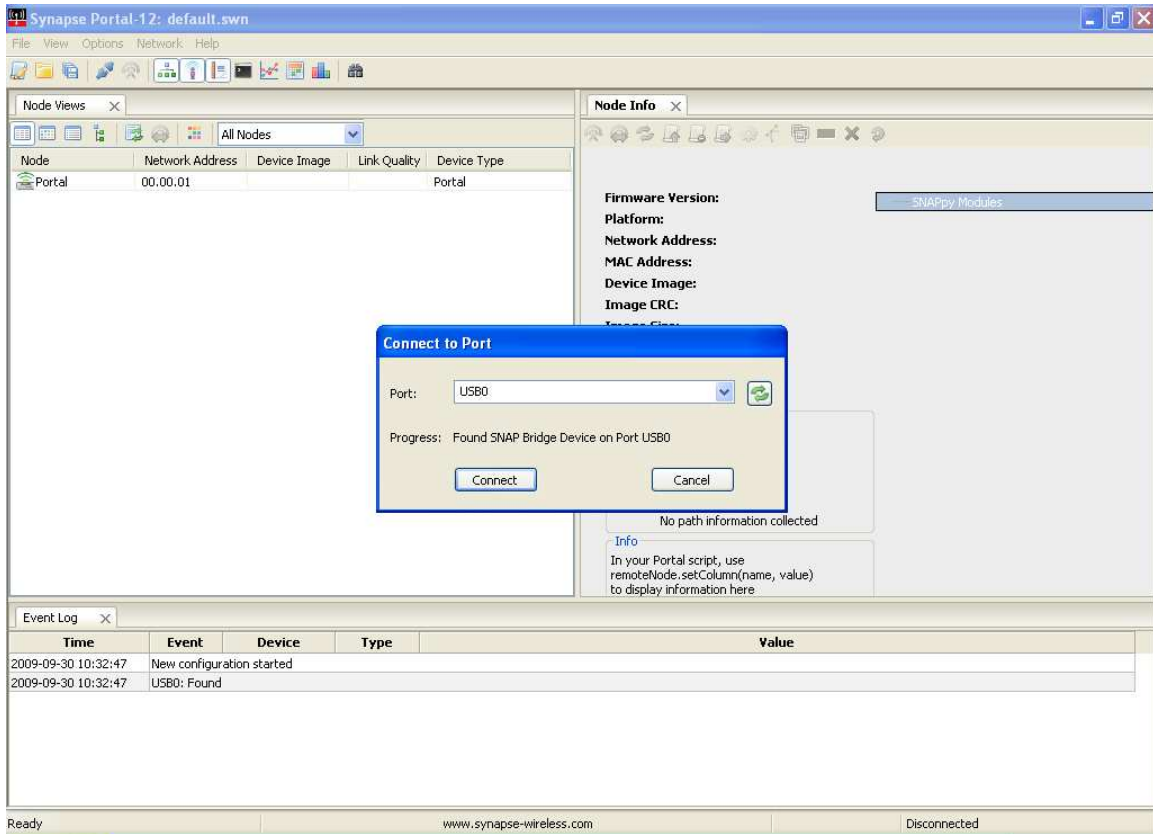 Synapse Portal-12: default.swn
File View Options Network Help
Node Views
All Nodes
Node Network Address Device Image Link Quality Device Type
Portal 00.00.01 Portal
Node Info
Firmware Version:
Platform:
Network Address:
MAC Address:
Device Image:
Image CRC:
Image Size:
SNAPpy Modules
Connect to Port
Port: USB0
Progress: Found SNAP Bridge Device on Port USB0
Connect Cancel
No path information collected
Info
In your Portal script, use
remoteNode.setColumn(name, value)
to display information here
Event Log
Time Event Device Type Value
2009-09-30 10:32:47 New configuration started
2009-09-30 10:32:47 USB0: Found
Ready www.synapse-wireless.com Disconnected